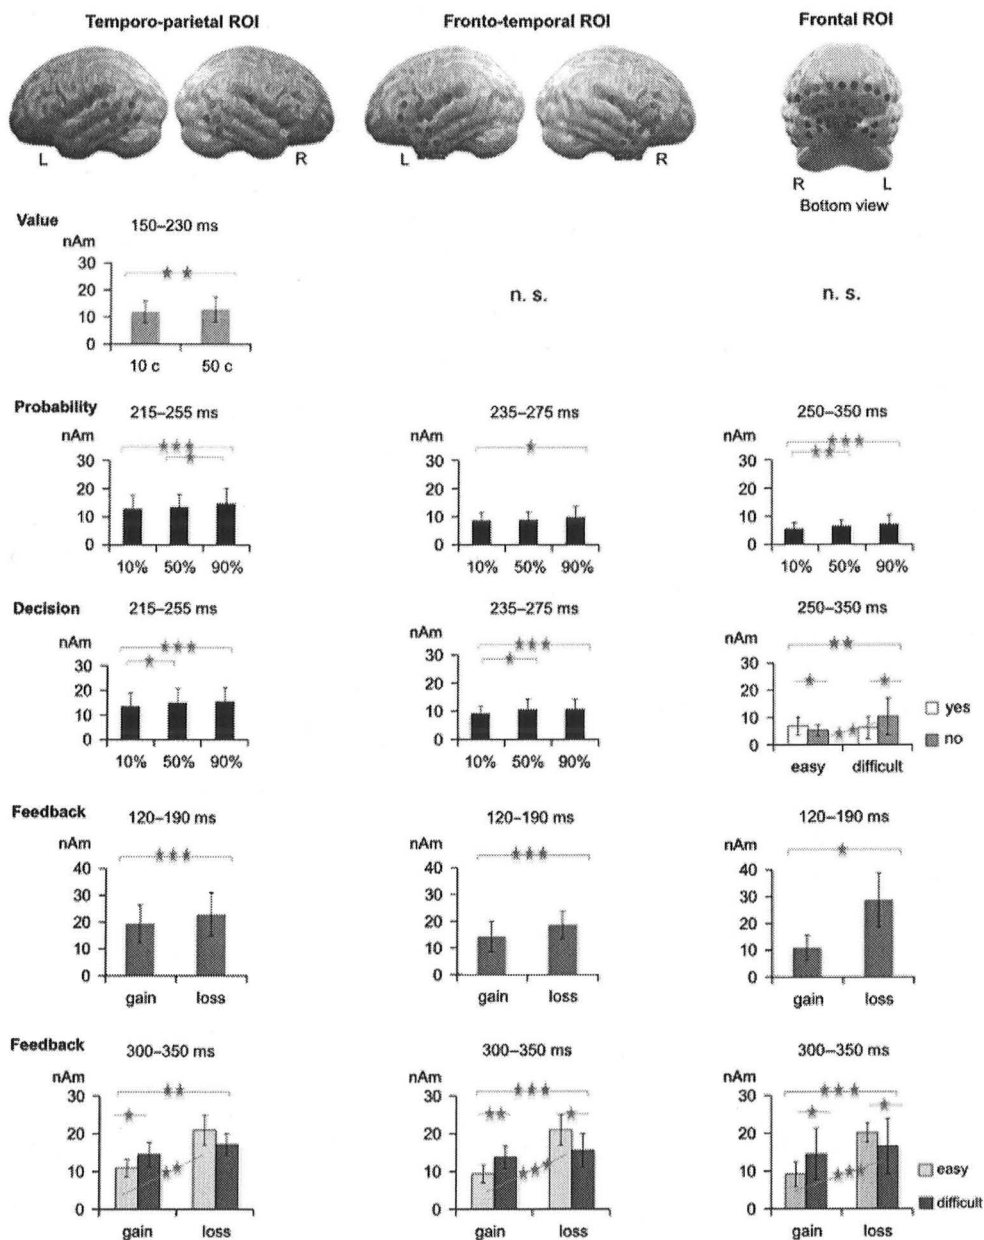 Temporo-parietal ROI Fronto-temporal ROI Frontal ROI
L R L R R L
Bottom view
Value 150–230 ms
nAm
30
20
10
0
10 c 50 c
n. s. n. s.
Probability 215–255 ms 235–275 ms 250–350 ms
nAm nAm nAm
30 30 30
20 20 20
10 10 10
0 0 0
10% 50% 90% 10% 50% 90% 10% 50% 90%
Decision 215–255 ms 235–275 ms 250–350 ms
nAm nAm nAm
30 30 30
20 20 20
10 10 10
0 0 0
10% 50% 90% 10% 50% 90% easy difficult
yes
no
Feedback 120–190 ms 120–190 ms 120–190 ms
nAm nAm nAm
40 40 40
30 30 30
20 20 20
10 10 10
0 0 0
gain loss gain loss gain loss
Feedback 300–350 ms 300–350 ms 300–350 ms
nAm nAm nAm
30 30 30
20 20 20
10 10 10
0 0 0
gain loss gain loss gain loss
easy
difficult